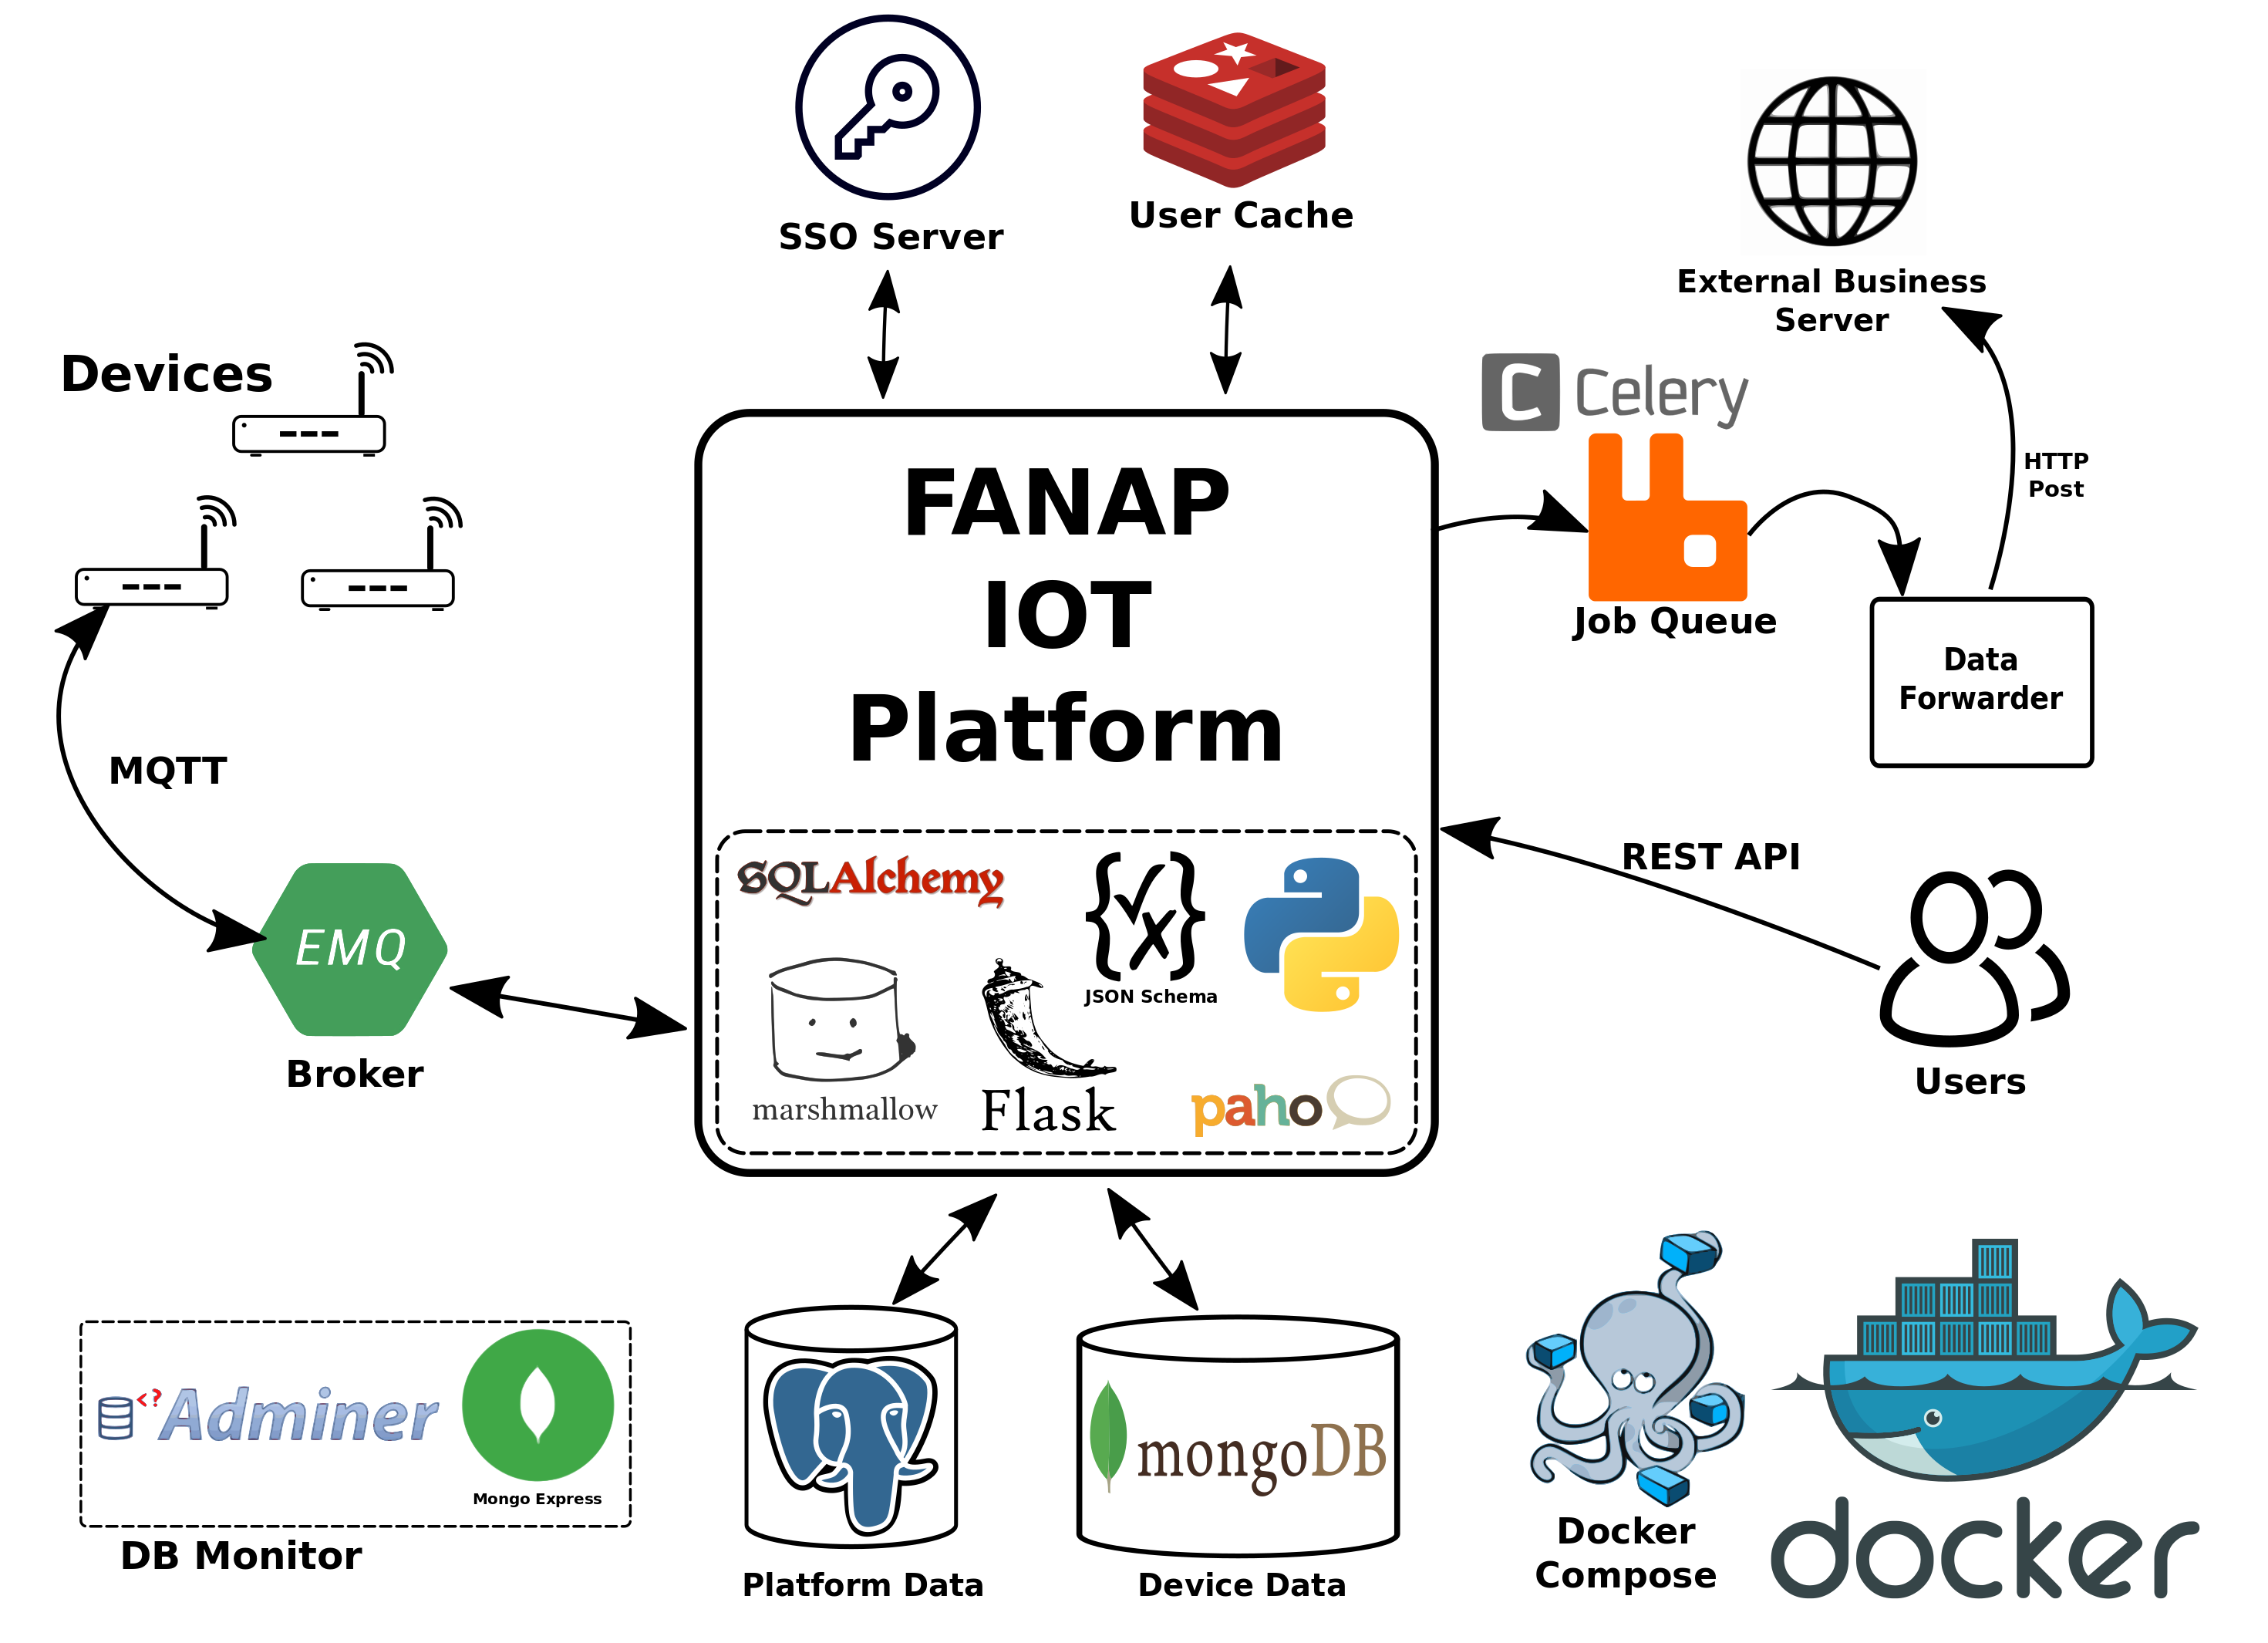 SSO Server
User Cache
External Business
Server
Devices
C Celery
HTTP
Post
FANAP
IOT
Platform
Job Queue
Data
Forwarder
MQTT
REST API
SQLAlchemy
JSON Schema
EMQ
Broker
marshmallow
Flask
paho
Users
<?Adminer
Mongo Express
DB Monitor
mongoDB
Platform Data
Device Data
Docker
Compose
docker